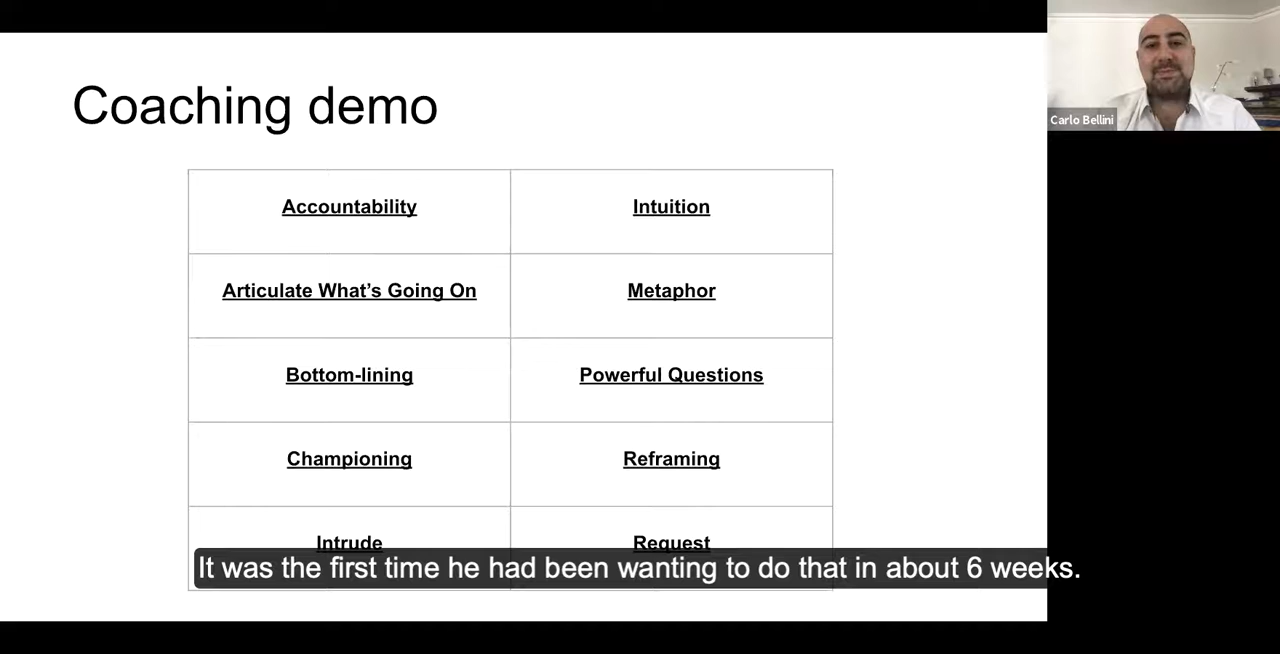 Coaching demo
Carlo Bellini
Accountability
Intuition
Articulate What’s Going On
Metaphor
Bottom-lining
Powerful Questions
Championing
Reframing
Intrude
Request
It was the first time he had been wanting to do that in about 6 weeks.